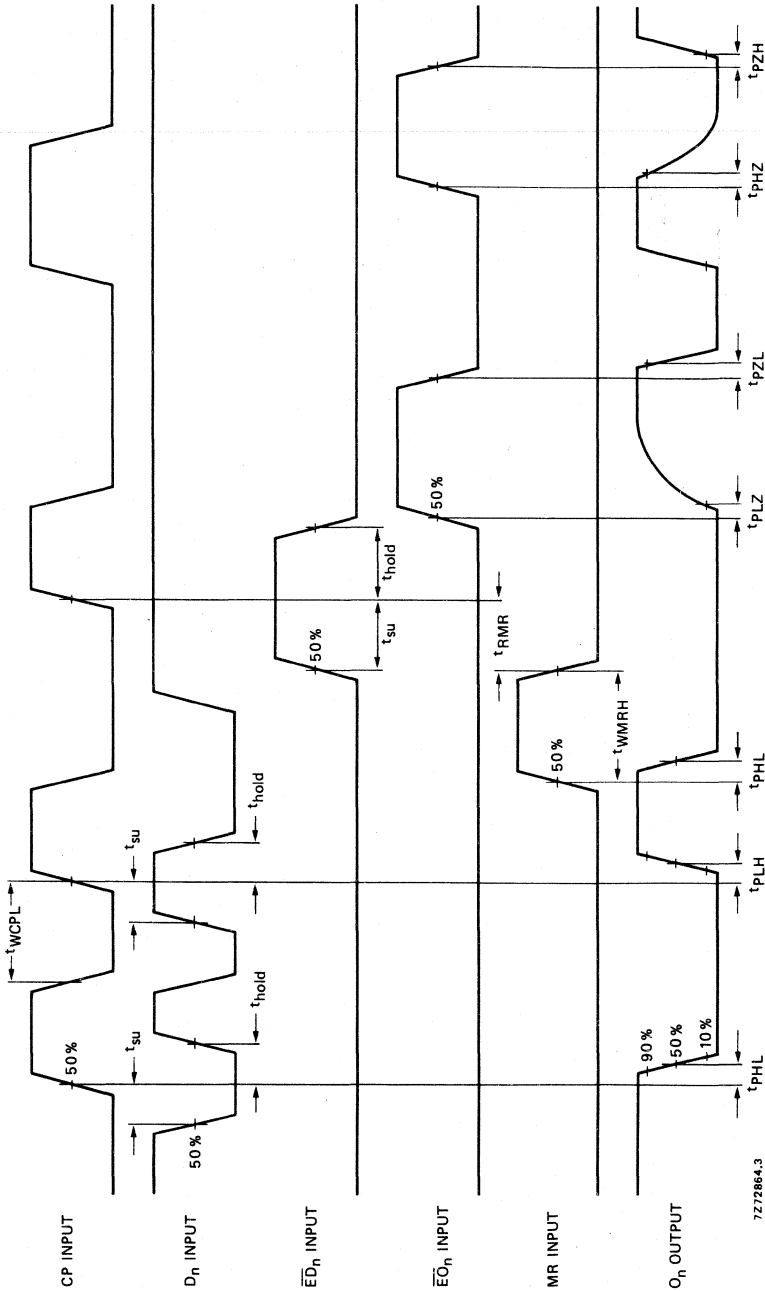 CP INPUT
50%
tWCPL
Dn INPUT
50%
tsu
thold
tsu
thold
EDn INPUT
50%
tsu
thold
EOn INPUT
50%
MR INPUT
50%
tWMRH
tRMR
On OUTPUT
90%
50%
10%
tPHL
tPLH
tPHL
tPLZ
tPZL
tPHZ
tPZH
7Z72864.3